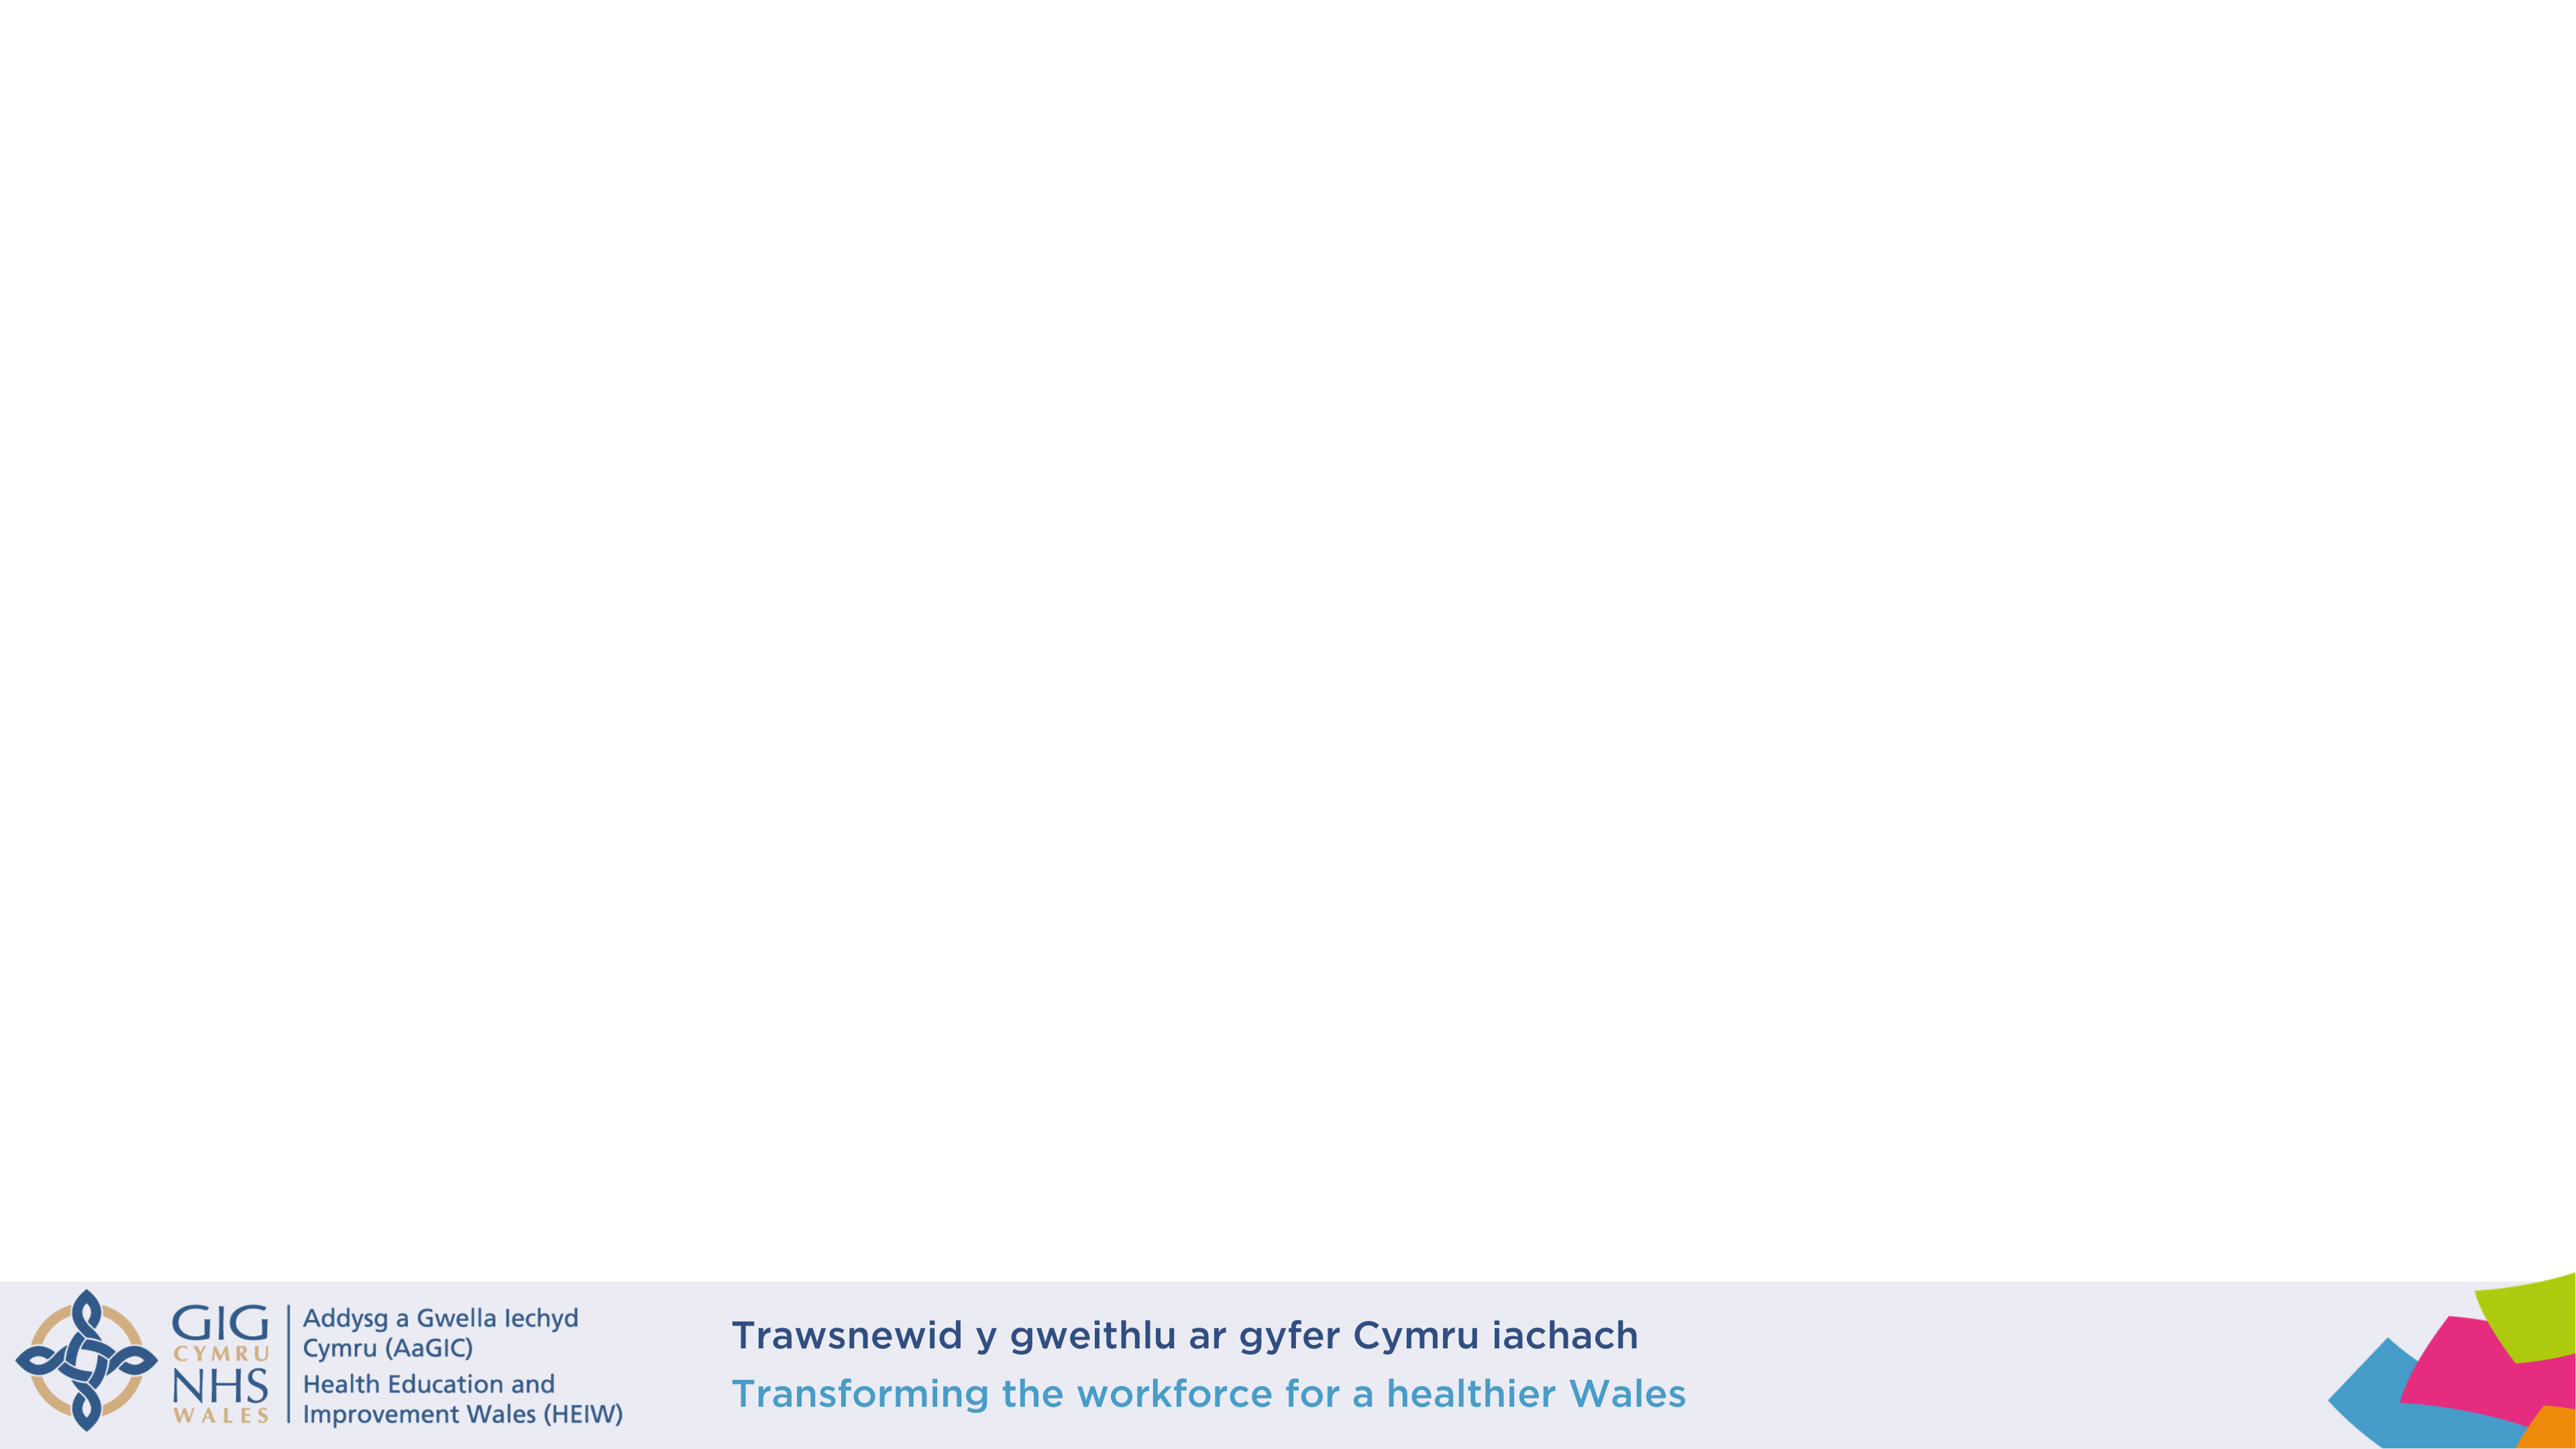 GIG
CYMRU
NHS
WALES
Addysg a Gwella Iechyd
Cymru (AaGIC)
Health Education and
Improvement Wales (HEIW)
Trawsnewid y gweithlu ar gyfer Cymru iachach
Transforming the workforce for a healthier Wales